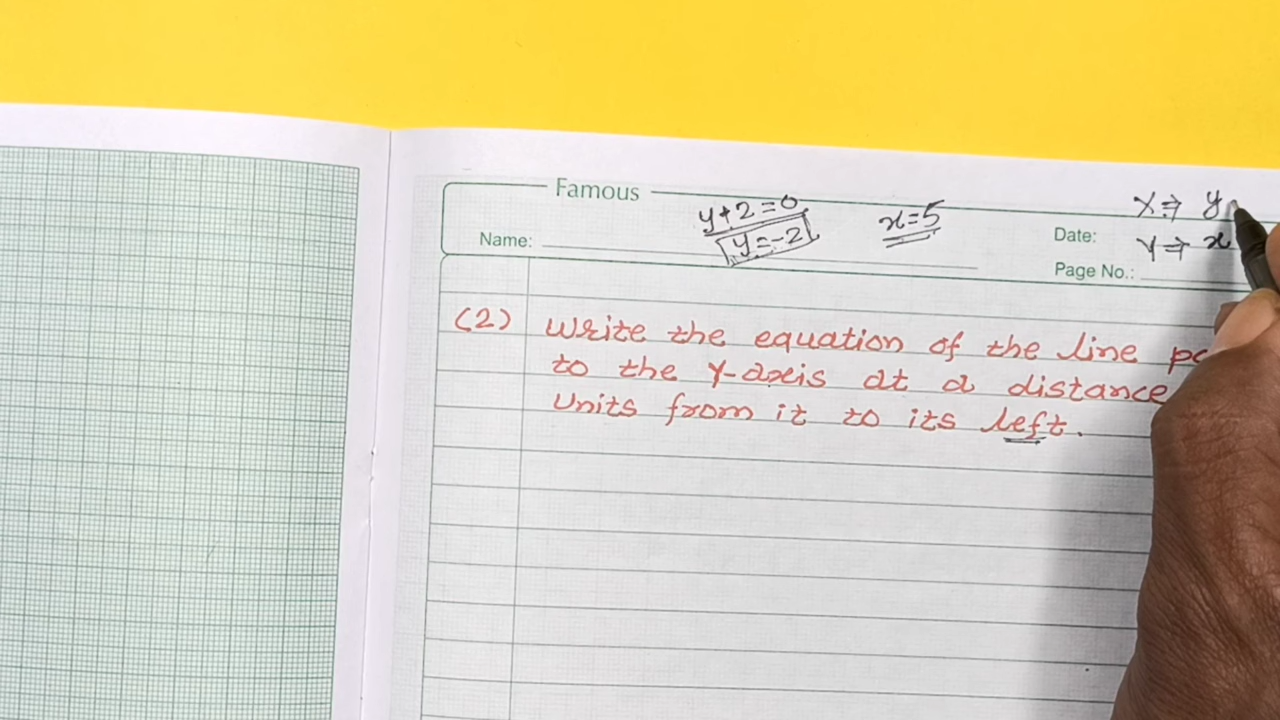 Famous
y+2=0
y=-2
x=5
X⇒ y
Y⇒ x
Name:
Date:
Page No.:
(2) Write the equation of the line
to the Y-axis at a distance
Units from it to its left.